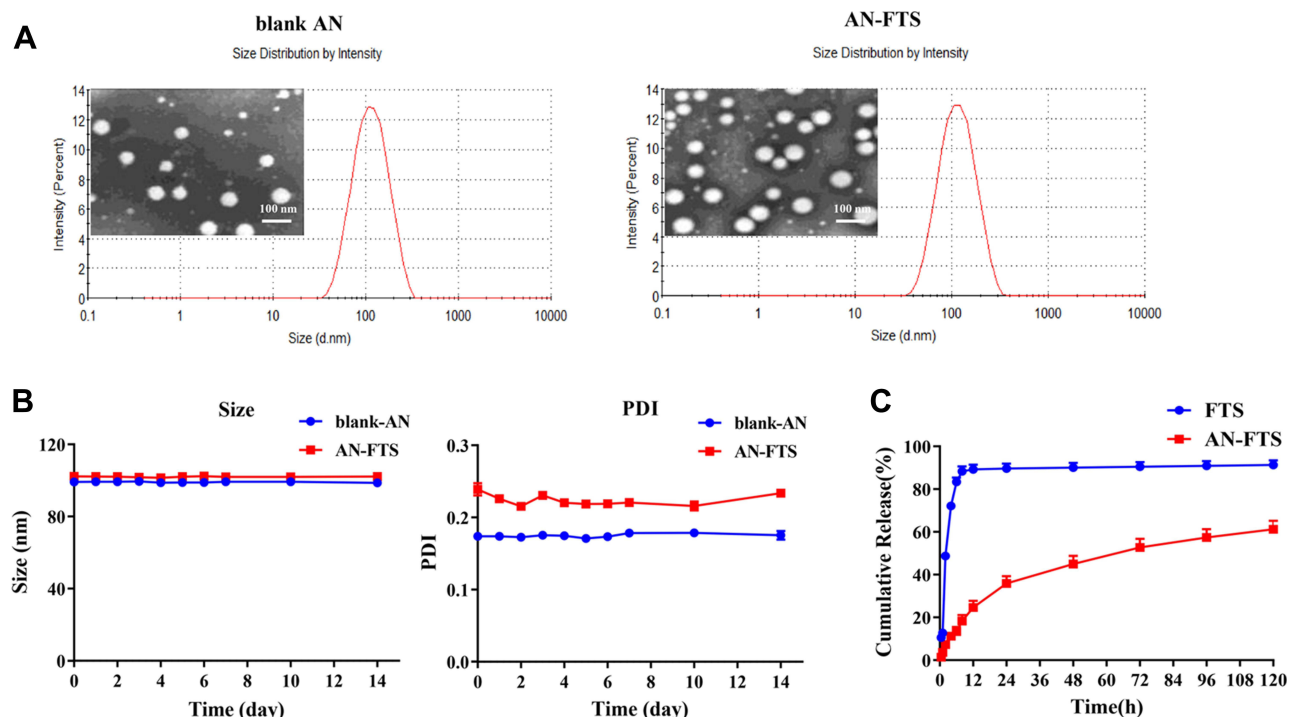 A
blank AN
Size Distribution by Intensity
14
12
10
8
6
4
2
0
Intensity (Percent)
100 nm
0.1 1 10 100 1000 10000
Size (d.nm)
AN-FTS
Size Distribution by Intensity
14
12
10
8
6
4
2
0
Intensity (Percent)
100 nm
0.1 1 10 100 1000 10000
Size (d.nm)
B
Size
blank-AN
AN-FTS
120
80
40
0
Size (nm)
0 2 4 6 8 10 12 14
Time (day)
PDI
blank-AN
AN-FTS
0.3
0.2
0.1
0.0
PDI
0 2 4 6 8 10 12 14
Time (day)
C
FTS
AN-FTS
100
80
60
40
20
0
Cumulative Release(%)
0 12 24 36 48 60 72 84 96 108 120
Time(h)